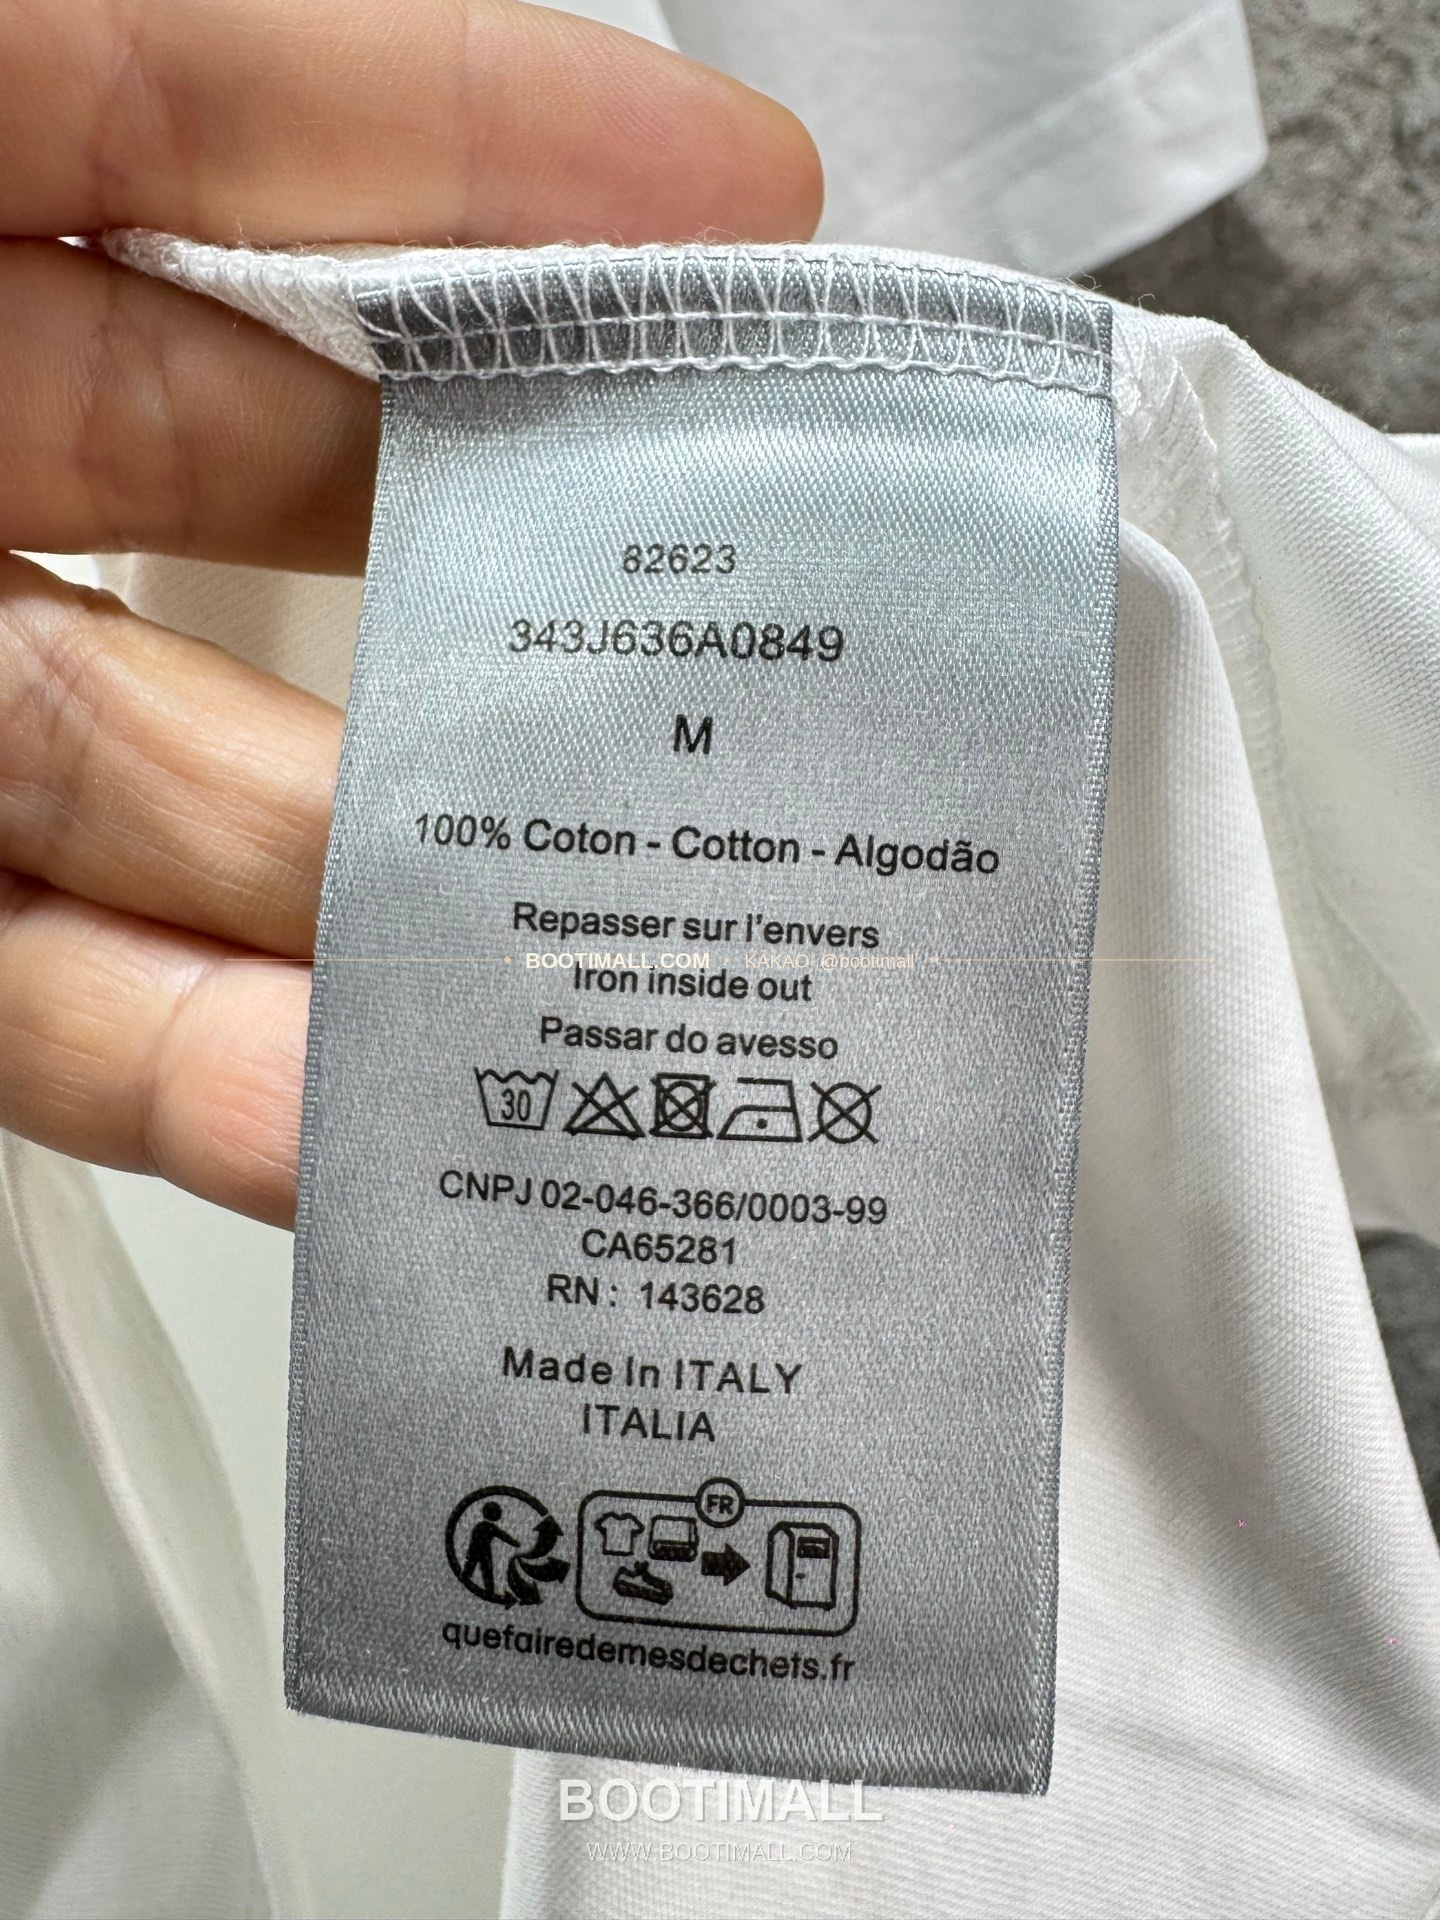 82623
343J636A0849
M
100% Coton - Cotton - Algodão
Repasser sur l'envers
BOOTIMALL.COM • KAKAO: @bootimall
Iron inside out
Passar do avesso
30
CNPJ 02-046-366/0003-99
CA65281
RN : 143628
Made In ITALY
ITALIA
FR
quefairedemesdechets.fr
BOOTIMALL
WWW.BOOTIMALL.COM